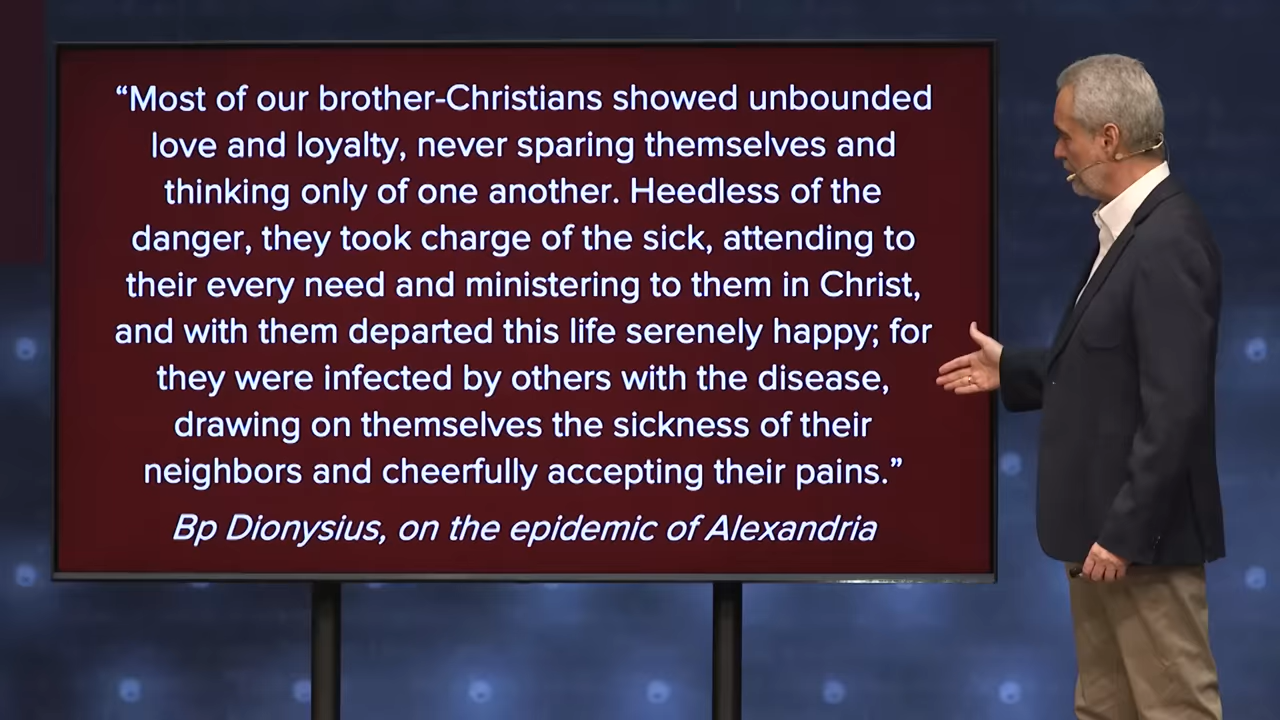 “Most of our brother-Christians showed unbounded
love and loyalty, never sparing themselves and
thinking only of one another. Heedless of the
danger, they took charge of the sick, attending to
their every need and ministering to them in Christ,
and with them departed this life serenely happy; for
they were infected by others with the disease,
drawing on themselves the sickness of their
neighbors and cheerfully accepting their pains.”
Bp Dionysius, on the epidemic of Alexandria